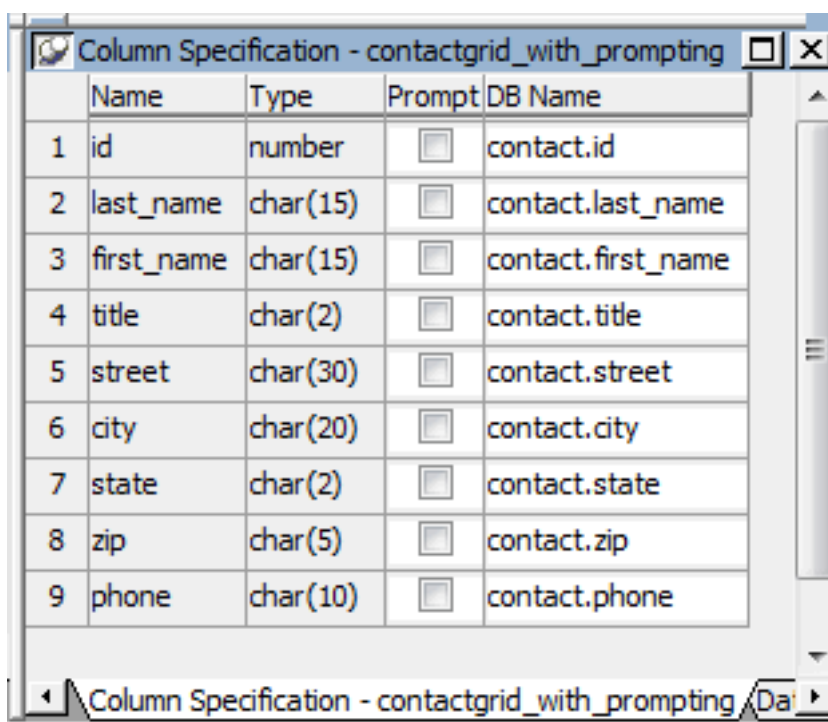 Column Specification - contactgrid_with_prompting
Name Type Prompt DB Name
1 id number contact.id
2 last_name char(15) contact.last_name
3 first_name char(15) contact.first_name
4 title char(2) contact.title
5 street char(30) contact.street
6 city char(20) contact.city
7 state char(2) contact.state
8 zip char(5) contact.zip
9 phone char(10) contact.phone
Column Specification - contactgrid_with_prompting